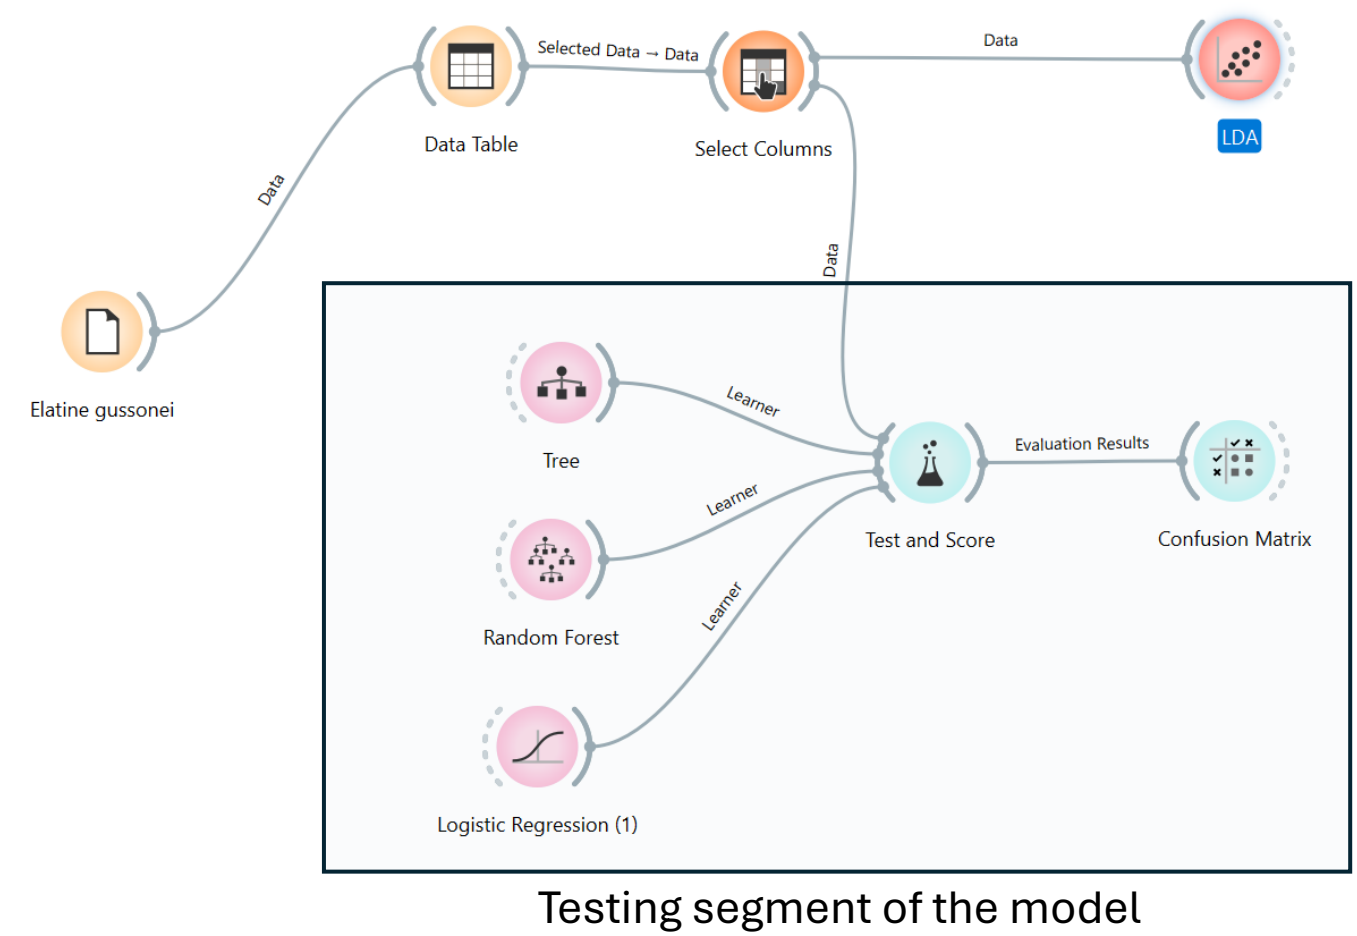 Selected Data → Data
Data
Data Table
Select Columns
LDA
Data
Data
Elatine gussonei
Learner
Tree
Evaluation Results
Learner
Test and Score
Confusion Matrix
Learner
Random Forest
Logistic Regression (1)
Testing segment of the model